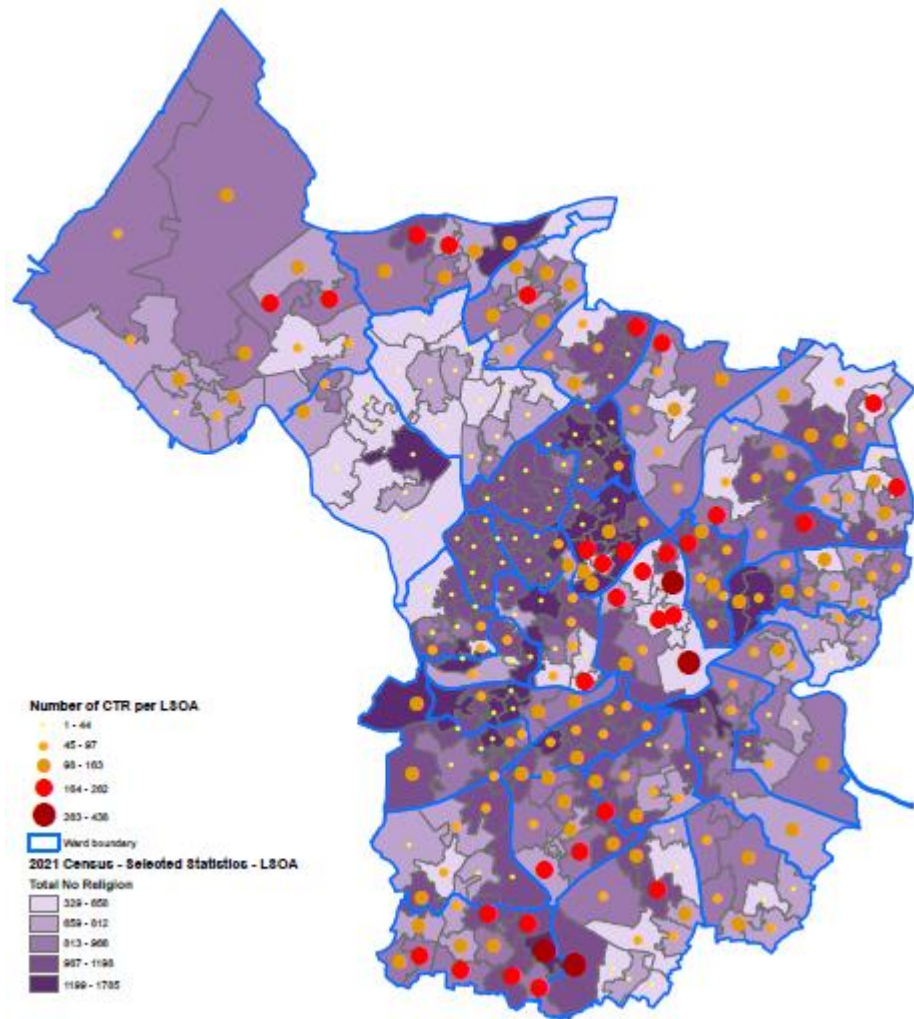 Number of CTR per LSOA
1 - 44
45 - 97
98 - 163
164 - 262
263 - 436
Ward boundary
2021 Census - Selected Statistics - LSOA
Total No Religion
329 - 658
659 - 812
813 - 966
967 - 1198
1199 - 1785